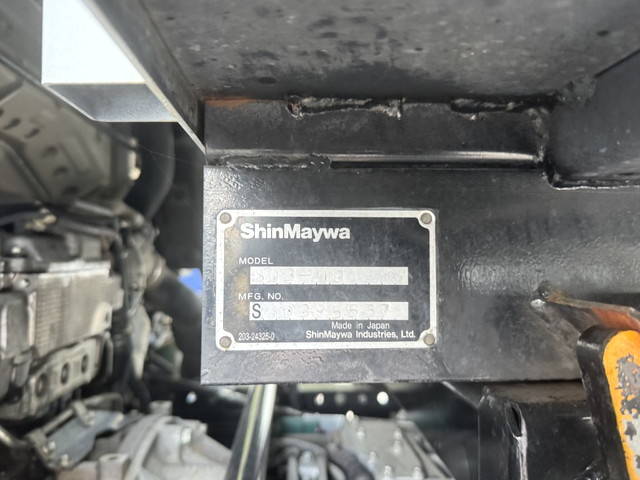 ShinMaywa
MODEL
MFG. NO.
S
Made in Japan
203-24325-0
ShinMaywa Industries, Ltd.